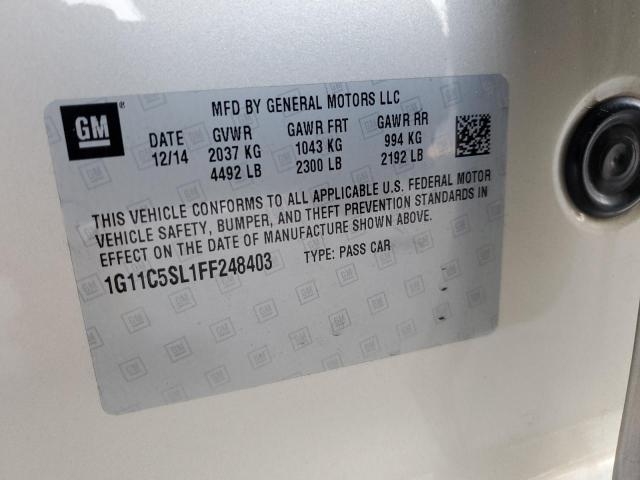 GM ®
MFD BY GENERAL MOTORS LLC
DATE GVWR GAWR FRT GAWR RR
12/14 2037 KG 1043 KG 994 KG
4492 LB 2300 LB 2192 LB
THIS VEHICLE CONFORMS TO ALL APPLICABLE U.S. FEDERAL MOTOR
VEHICLE SAFETY, BUMPER, AND THEFT PREVENTION STANDARDS IN
EFFECT ON THE DATE OF MANUFACTURE SHOWN ABOVE.
1G11C5SL1FF248403 TYPE: PASS CAR